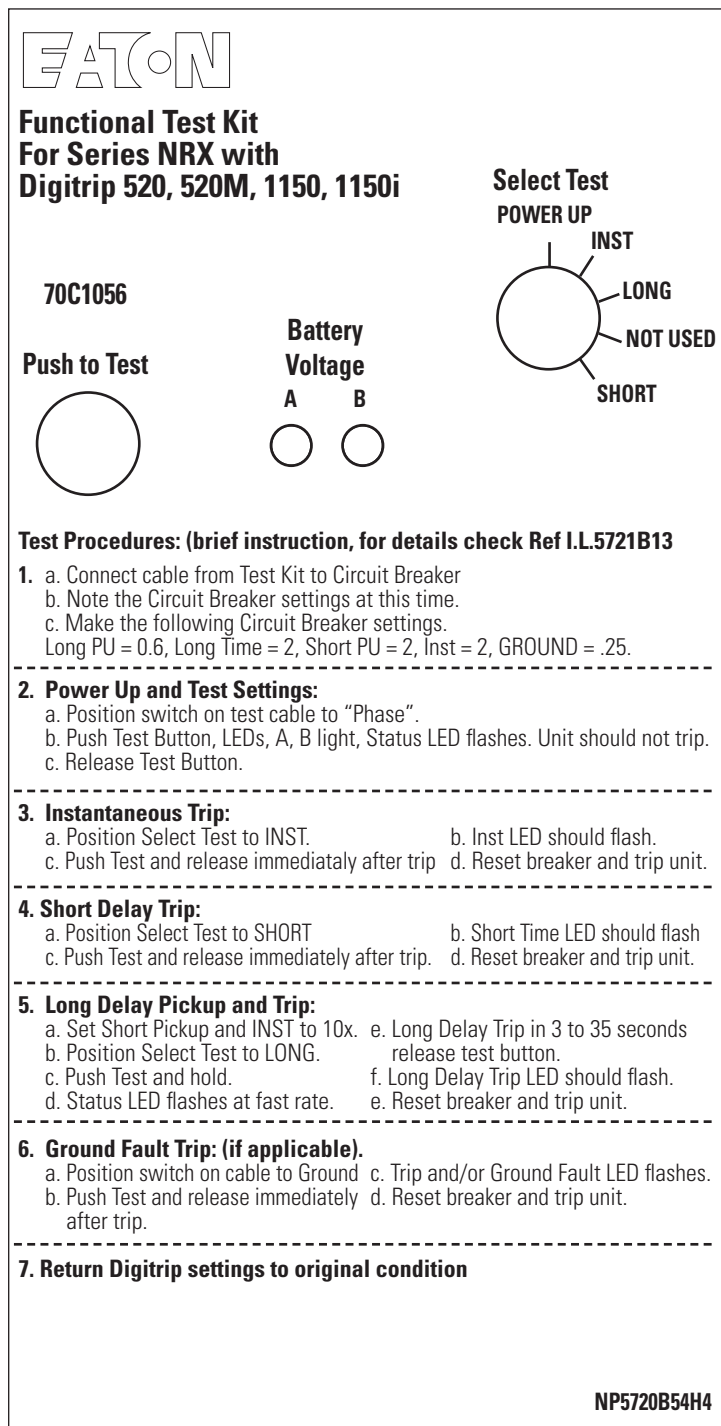 EATON
Functional Test Kit
For Series NRX with
Digitrip 520, 520M, 1150, 1150i
Select Test
POWER UP
INST
LONG
NOT USED
SHORT
70C1056
Push to Test
Battery
Voltage
A B
Test Procedures: (brief instruction, for details check Ref I.L.5721B13
1. a. Connect cable from Test Kit to Circuit Breaker
b. Note the Circuit Breaker settings at this time.
c. Make the following Circuit Breaker settings.
Long PU = 0.6, Long Time = 2, Short PU = 2, Inst = 2, GROUND = .25.
2. Power Up and Test Settings:
a. Position switch on test cable to “Phase”.
b. Push Test Button, LEDs, A, B light, Status LED flashes. Unit should not trip.
c. Release Test Button.
3. Instantaneous Trip:
a. Position Select Test to INST. b. Inst LED should flash.
c. Push Test and release immediataly after trip d. Reset breaker and trip unit.
4. Short Delay Trip:
a. Position Select Test to SHORT b. Short Time LED should flash
c. Push Test and release immediately after trip. d. Reset breaker and trip unit.
5. Long Delay Pickup and Trip:
a. Set Short Pickup and INST to 10x. e. Long Delay Trip in 3 to 35 seconds
b. Position Select Test to LONG. release test button.
c. Push Test and hold. f. Long Delay Trip LED should flash.
d. Status LED flashes at fast rate. e. Reset breaker and trip unit.
6. Ground Fault Trip: (if applicable).
a. Position switch on cable to Ground c. Trip and/or Ground Fault LED flashes.
b. Push Test and release immediately d. Reset breaker and trip unit.
after trip.
7. Return Digitrip settings to original condition
NP5720B54H4